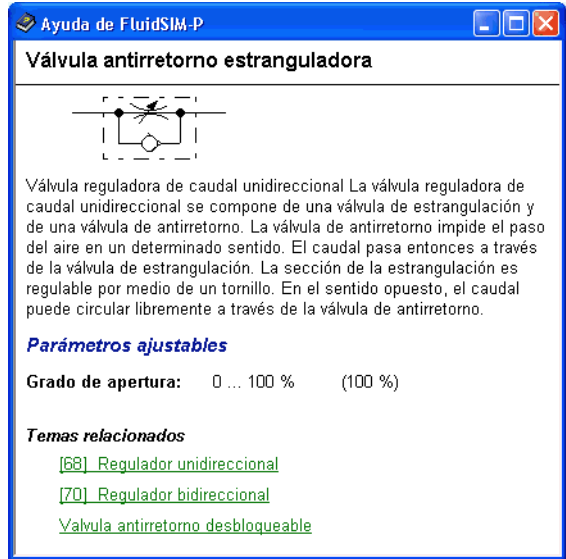 Ayuda de FluidSIM-P
Válvula antirretorno estranguladora
Válvula reguladora de caudal unidireccional La válvula reguladora de
caudal unidireccional se compone de una válvula de estrangulación y
de una válvula de antirretorno. La válvula de antirretorno impide el paso
del aire en un determinado sentido. El caudal pasa entonces a través
de la válvula de estrangulación. La sección de la estrangulación es
regulable por medio de un tornillo. En el sentido opuesto, el caudal
puede circular libremente a través de la válvula de antirretorno.
Parámetros ajustables
Grado de apertura: 0 ... 100 % (100 %)
Temas relacionados
[68] Regulador unidireccional
[70] Regulador bidireccional
Valvula antirretorno desbloqueable